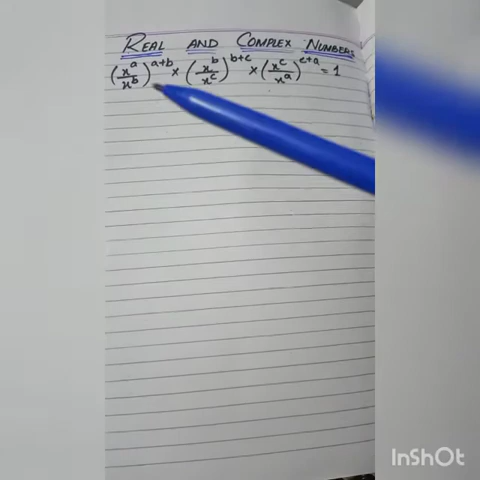 REAL AND COMPLEX NUMBERS
(x^a/x^b)^a+b × (x^b/x^c)^b+c × (x^c/x^a)^c+a = 1
InShOt